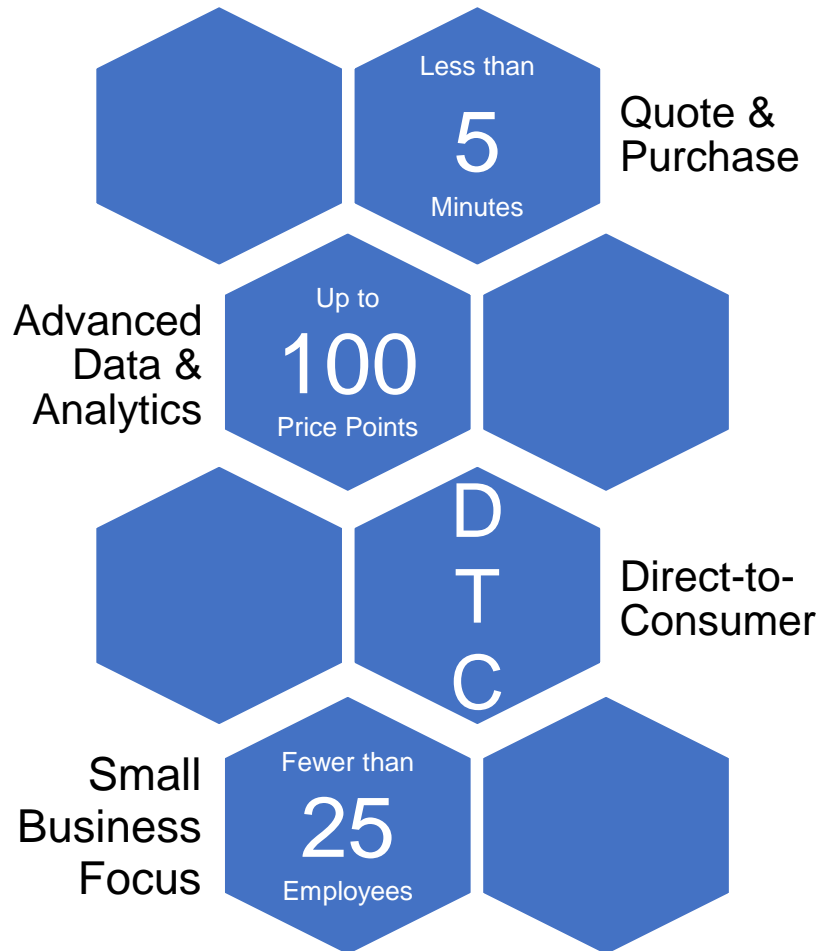 Less than
5
Minutes
Quote &
Purchase
Advanced
Data &
Analytics
Up to
100
Price Points
D
T
C
Direct-to-
Consumer
Small
Business
Focus
Fewer than
25
Employees